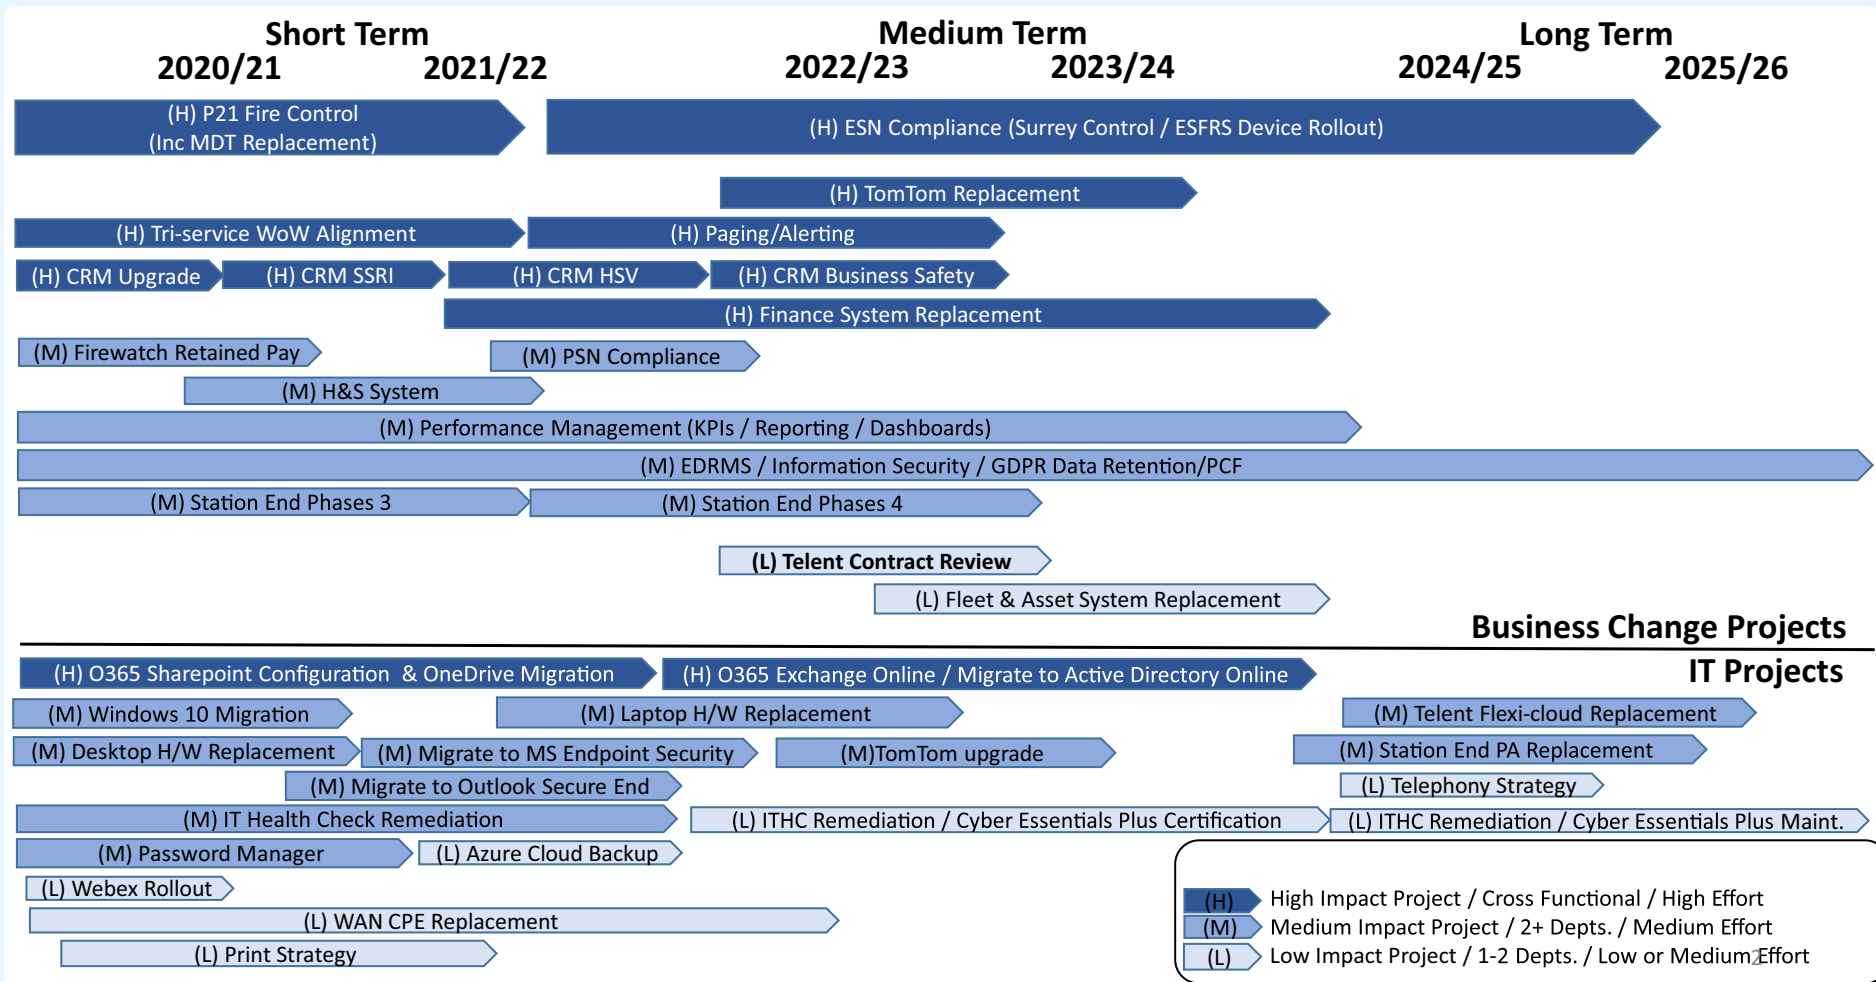 Short Term
Medium Term
Long Term
2020/21
2021/22
2022/23
2023/24
2024/25
2025/26
(H) P21 Fire Control
(Inc MDT Replacement)
(H) ESN Compliance (Surrey Control / ESFRS Device Rollout)
(H) TomTom Replacement
(H) Tri-service WoW Alignment
(H) Paging/Alerting
(H) CRM Upgrade
(H) CRM SSRI
(H) CRM HSV
(H) CRM Business Safety
(H) Finance System Replacement
(M) Firewatch Retained Pay
(M) PSN Compliance
(M) H&S System
(M) Performance Management (KPIs / Reporting / Dashboards)
(M) EDRMS / Information Security / GDPR Data Retention/PCF
(M) Station End Phases 3
(M) Station End Phases 4
(L) Telent Contract Review
(L) Fleet & Asset System Replacement
Business Change Projects
IT Projects
(H) O365 Sharepoint Configuration & OneDrive Migration
(H) O365 Exchange Online / Migrate to Active Directory Online
(M) Windows 10 Migration
(M) Laptop H/W Replacement
(M) Telent Flexi-cloud Replacement
(M) Desktop H/W Replacement
(M) Migrate to MS Endpoint Security
(M)TomTom upgrade
(M) Station End PA Replacement
(M) Migrate to Outlook Secure End
(L) Telephony Strategy
(M) IT Health Check Remediation
(L) ITHC Remediation / Cyber Essentials Plus Certification
(L) ITHC Remediation / Cyber Essentials Plus Maint.
(M) Password Manager
(L) Azure Cloud Backup
(L) Webex Rollout
(L) WAN CPE Replacement
(L) Print Strategy
(H) High Impact Project / Cross Functional / High Effort
(M) Medium Impact Project / 2+ Depts. / Medium Effort
(L) Low Impact Project / 1-2 Depts. / Low or Medium Effort
2